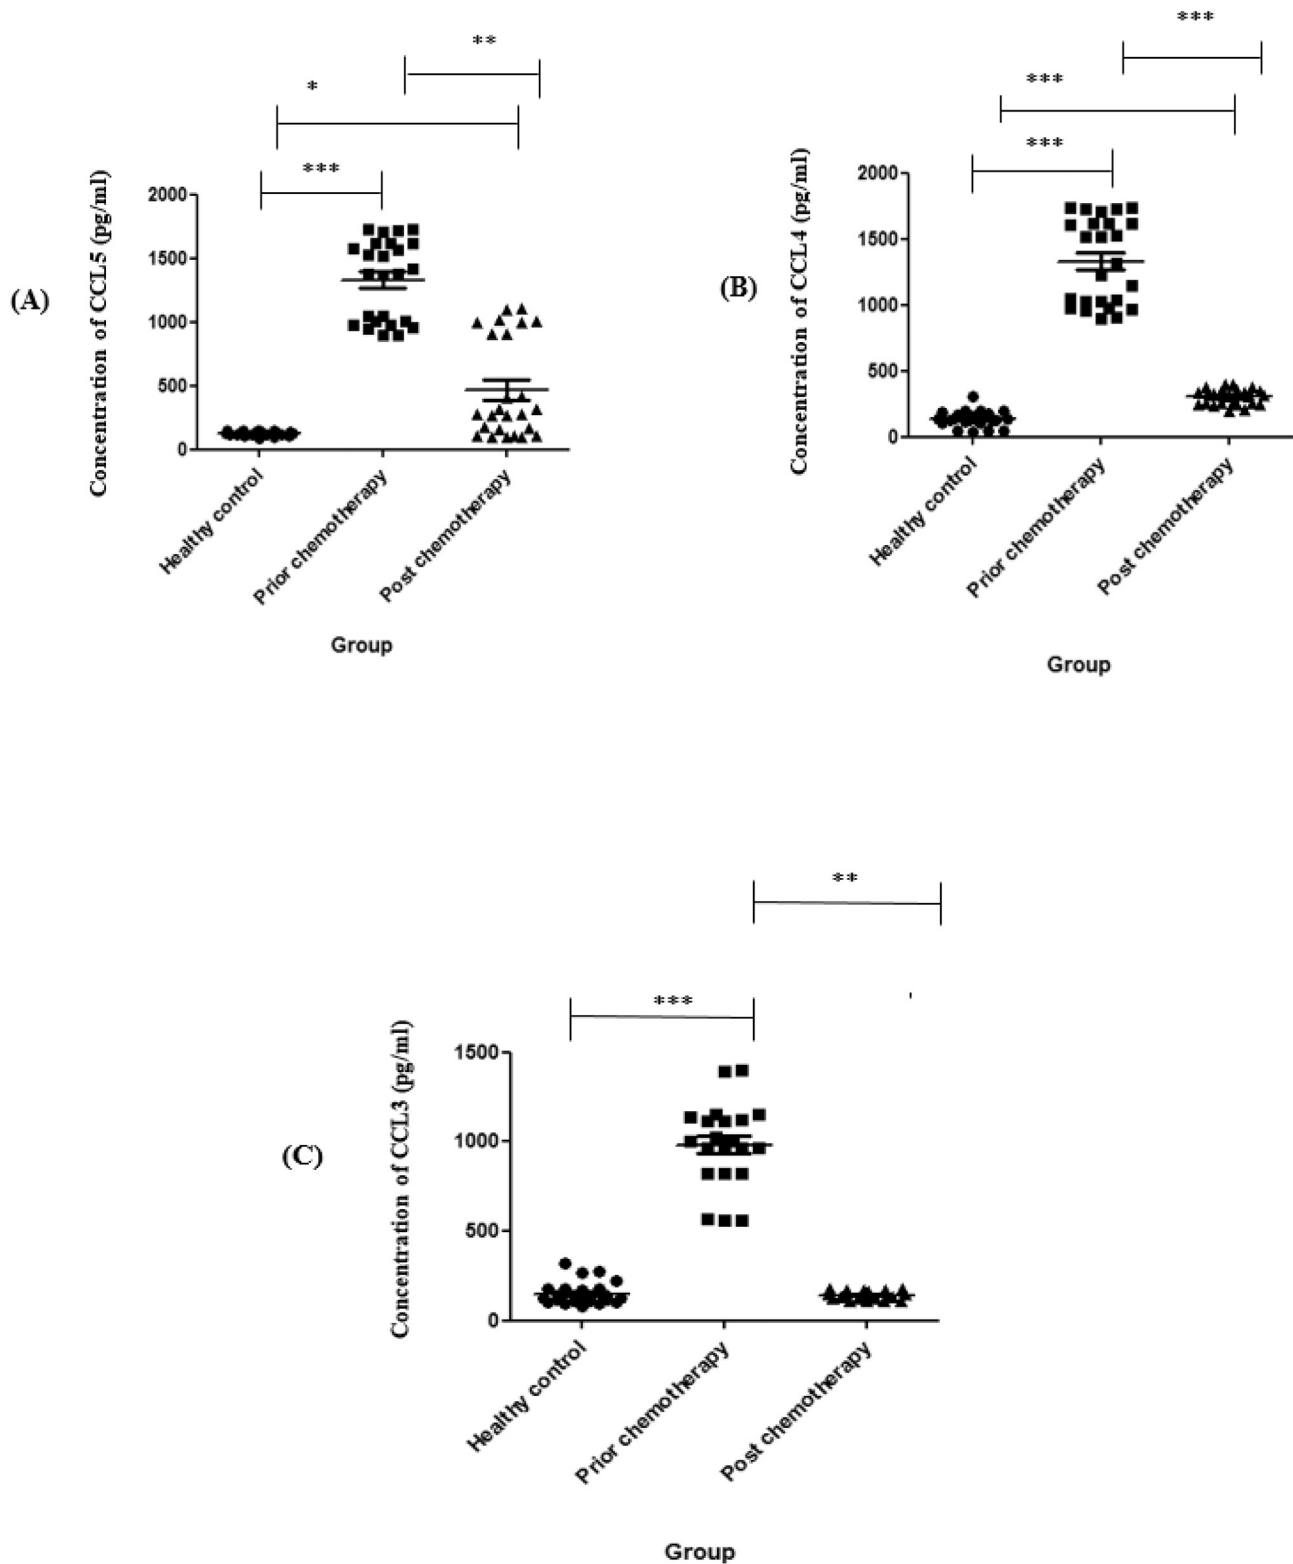 (A)
Concentration of CCL5 (pg/ml)
**
*
***
2000
1500
1000
500
0
Healthy control
Prior chemotherapy
Post chemotherapy
Group
(B)
Concentration of CCL4 (pg/ml)
***
***
***
2000
1500
1000
500
0
Healthy control
Prior chemotherapy
Post chemotherapy
Group
(C)
Concentration of CCL3 (pg/ml)
**
***
1500
1000
500
0
Healthy control
Prior chemotherapy
Post chemotherapy
Group